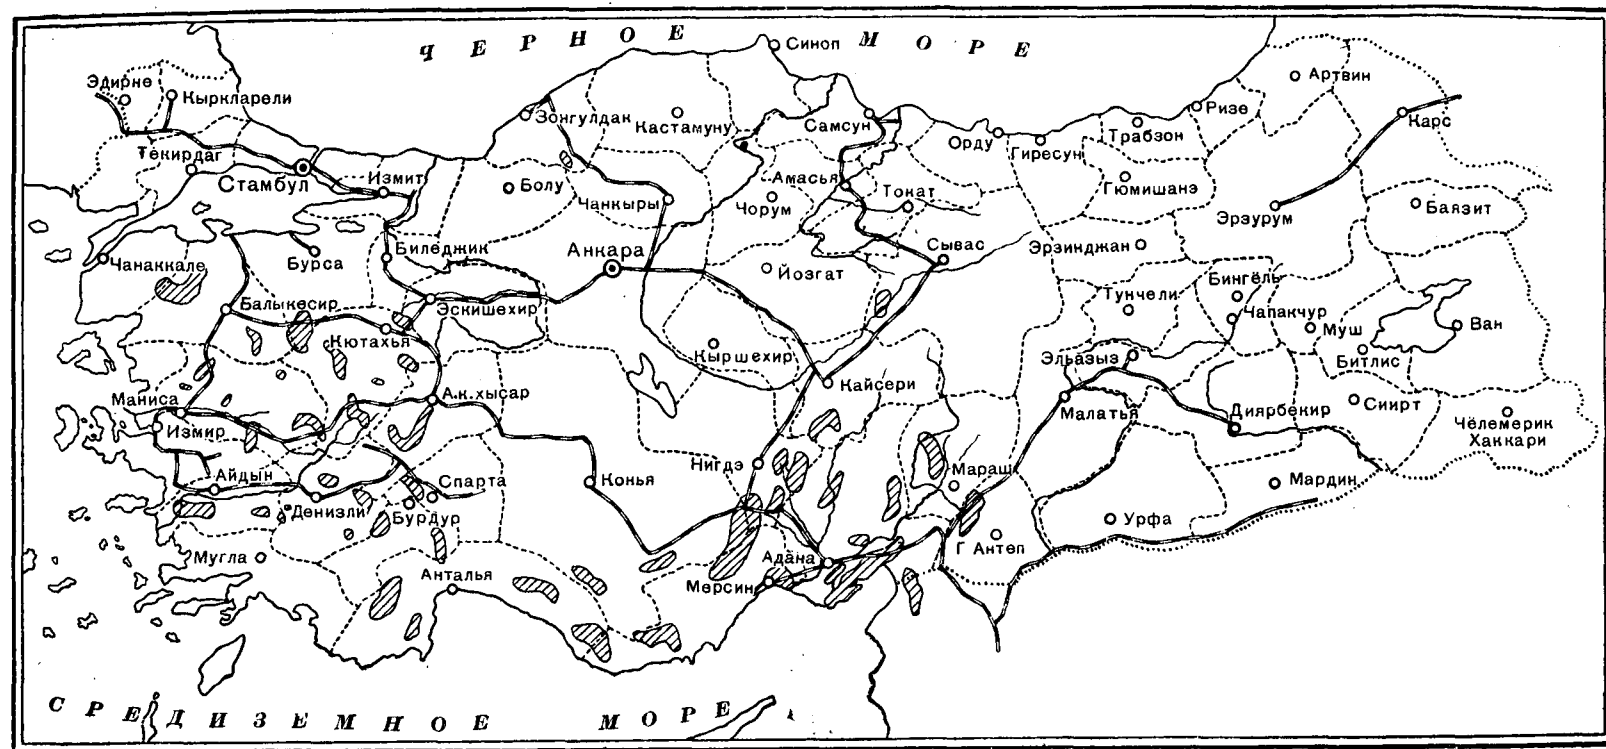 ЧЕРНОЕ МОРЕ
Синоп
Эдирне
Кыркларели
Артвин
Зонгулдак
Кастамуну
Самсун
Ризе
Карс
Орду
Гиресун
Трабзон
Текирдаг
Стамбул
Измит
Болу
Чанкыры
Амасья
Чорум
Токат
Гюмишанэ
Эрзурум
Баязит
Чанаккале
Бурса
Биледжик
Анкара
Йозгат
Сывас
Эрзинджан
Балыкесир
Эскишехир
Тунчели
Бингёль
Чапакчур
Муш
Ван
Кютахья
Кыршехир
Эльазыз
Битлис
Маниса
А.к.хысар
Кайсери
Малатья
Диярбекир
Сиирт
Чёлемерик
Хаккари
Измир
Айдын
Спарта
Конья
Нигдэ
Мараш
Мардин
Денизли
Бурдур
Урфа
Мугла
Анталья
Адана
Г Антеп
Мерсин
СРЕДИЗЕМНОЕ МОРЕ